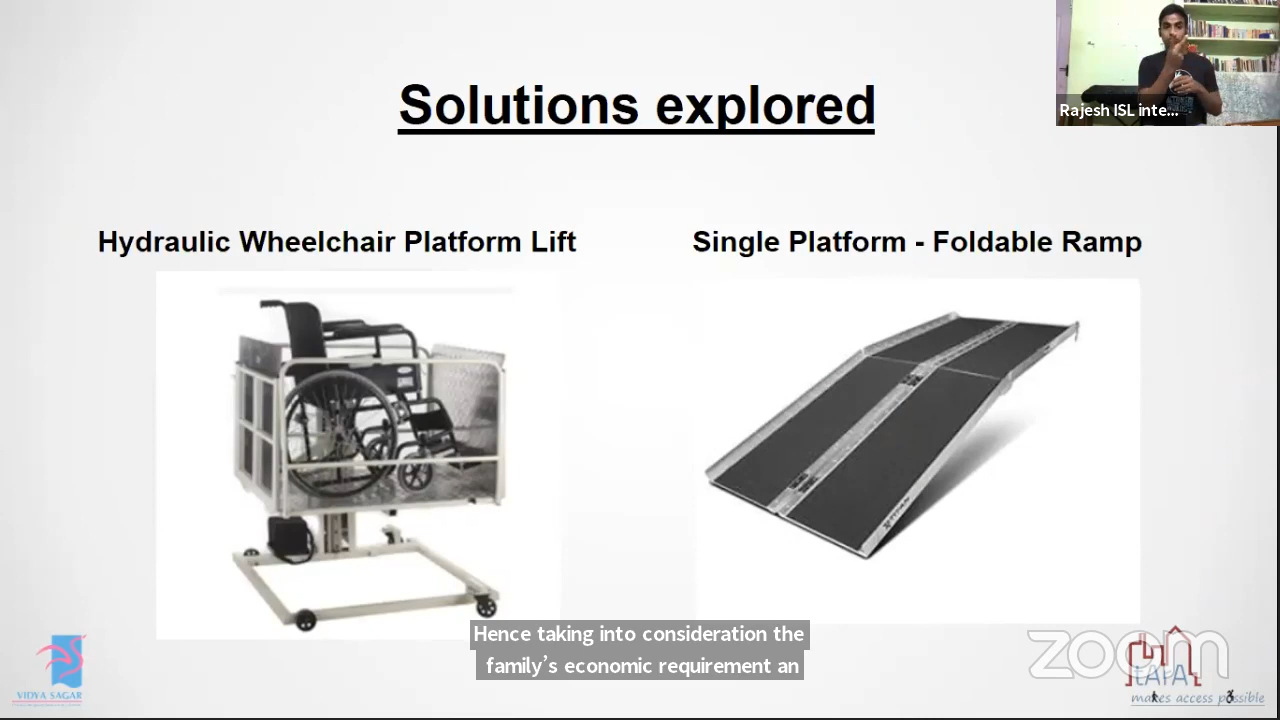 Solutions explored
Rajesh ISL inte...
Hydraulic Wheelchair Platform Lift
Single Platform - Foldable Ramp
Hence taking into consideration the
family's economic requirement an
VIDYA SAGAR
zoom
tAPA
makes access possible